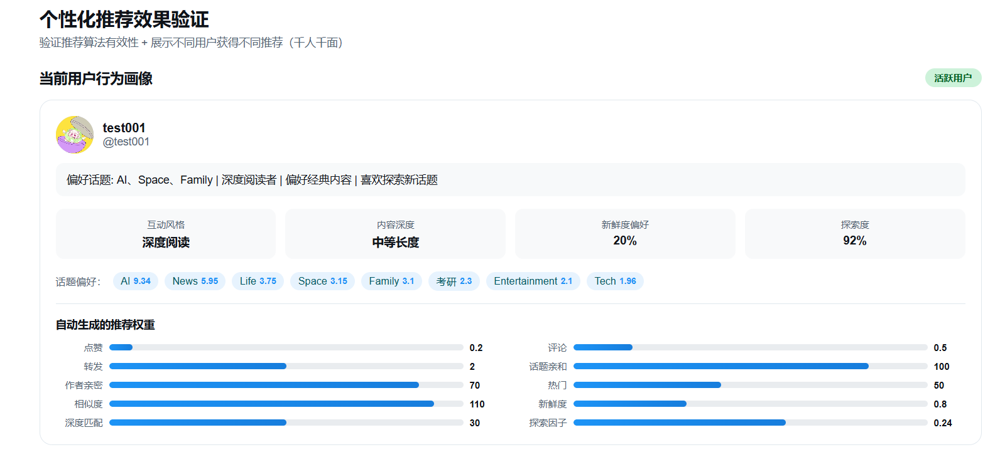 个性化推荐效果验证
验证推荐算法有效性 + 展示不同用户获得不同推荐（千人千面）
当前用户行为画像
活跃用户
test001
@test001
偏好话题: AI、Space、Family | 深度阅读者 | 偏好经典内容 | 喜欢探索新话题
互动风格
深度阅读
内容深度
中等长度
新鲜度偏好
20%
探索度
92%
话题偏好： AI 9.34 News 5.95 Life 3.75 Space 3.15 Family 3.1 考研 2.3 Entertainment 2.1 Tech 1.96
自动生成的推荐权重
点赞 0.2
评论 0.5
转发 2
话题亲和 100
作者亲密 70
热门 50
相似度 110
新鲜度 0.8
深度匹配 30
探索因子 0.24